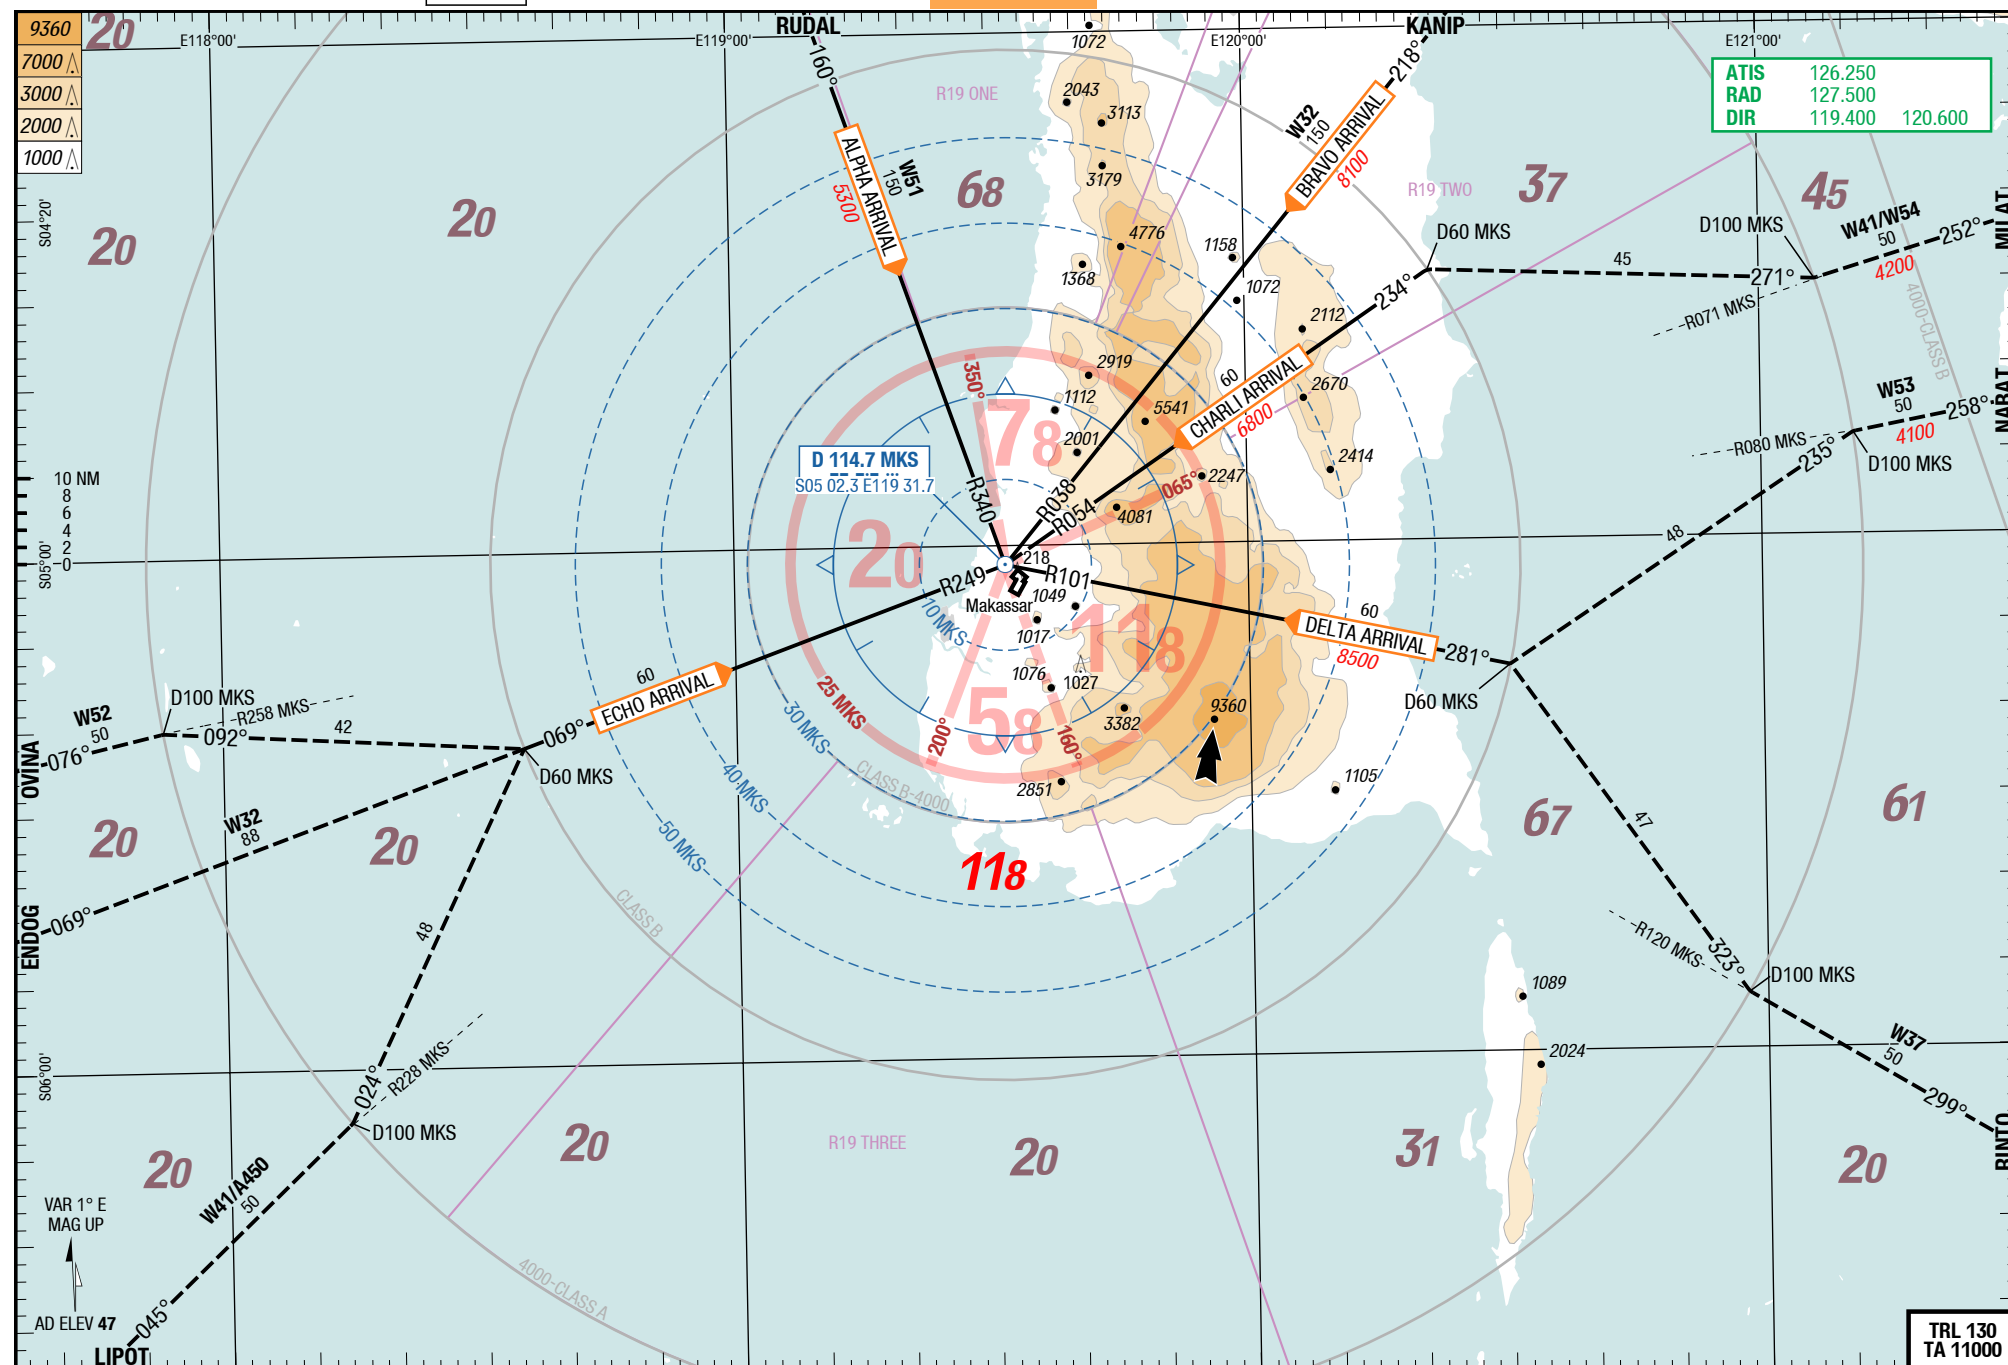 9360
7000
3000
2000
1000
20
E118°00'
E119°00'
RUDAL
1072
E120°00'
KANIP
E121°00'
ATIS 126.250
RAD 127.500
DIR 119.400 120.600
160°
218°
R19 ONE
2043
3113
3179
W32
150
BRAVO ARRIVAL
8100
ALPHA ARRIVAL
5300
W51
150
68
R19 TWO
37
45
20
20
S04°20'
4776
1158
1368
1072
2112
D60 MKS
D100 MKS
W41/W54
50
252°
MILAT
4200
45
271°
234°
R071 MKS
4000-CLASS B
350°
2919
1112
5541
60
CHARLI ARRIVAL
6800
2670
2001
2414
2247
W53
50
258°
NABAT
4100
R080 MKS
235°
D100 MKS
D 114.7 MKS
S05 02.3 E119 31.7
78
R340
R038
R054
065°
4081
10 NM
8
6
4
2
0
S05°00'
20
218
R249
R101
1049
Makassar
10 MKS
1017
118
48
60
DELTA ARRIVAL
8500
281°
D60 MKS
1076
1027
58
3382
9360
25 MKS
30 MKS
200°
160°
2851
1105
CLASS B-4000
40 MKS
50 MKS
60
ECHO ARRIVAL
069°
D60 MKS
D100 MKS
W52
50
076°
OVINA
R258 MKS
092°
42
20
20
W32
88
069°
ENDOG
48
118
67
61
47
CLASS B
323°
R120 MKS
D100 MKS
1089
2024
W37
50
299°
RINTO
S06°00'
024°
R228 MKS
D100 MKS
20
20
R19 THREE
20
31
20
W41/A450
50
VAR 1° E
MAG UP
AD ELEV 47
045°
LIPOT
4000-CLASS A
TRL 130
TA 11000